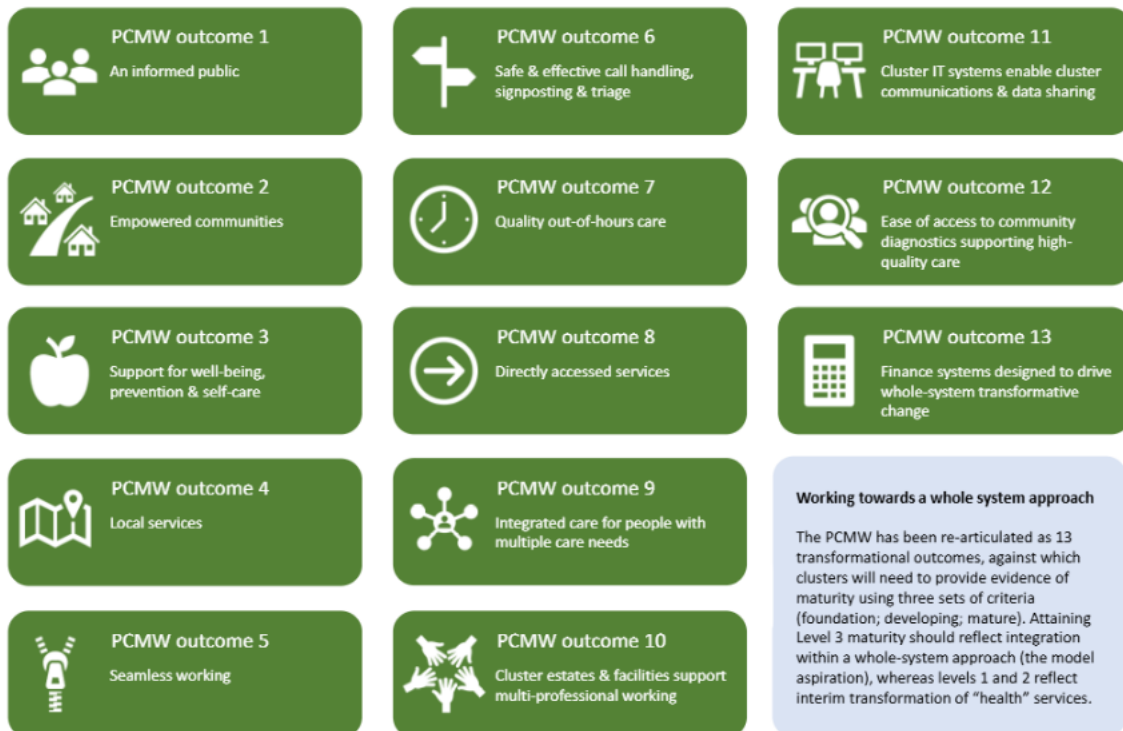 PCMW outcome 1
An informed public
PCMW outcome 2
Empowered communities
PCMW outcome 3
Support for well-being,
prevention & self-care
PCMW outcome 4
Local services
PCMW outcome 5
Seamless working
PCMW outcome 6
Safe & effective call handling,
signposting & triage
PCMW outcome 7
Quality out-of-hours care
PCMW outcome 8
Directly accessed services
PCMW outcome 9
Integrated care for people with
multiple care needs
PCMW outcome 10
Cluster estates & facilities support
multi-professional working
PCMW outcome 11
Cluster IT systems enable cluster
communications & data sharing
PCMW outcome 12
Ease of access to community
diagnostics supporting high-
quality care
PCMW outcome 13
Finance systems designed to drive
whole-system transformative
change
Working towards a whole system approach
The PCMW has been re-articulated as 13
transformational outcomes, against which
clusters will need to provide evidence of
maturity using three sets of criteria
(foundation; developing; mature). Attaining
Level 3 maturity should reflect integration
within a whole-system approach (the model
aspiration), whereas levels 1 and 2 reflect
interim transformation of “health” services.